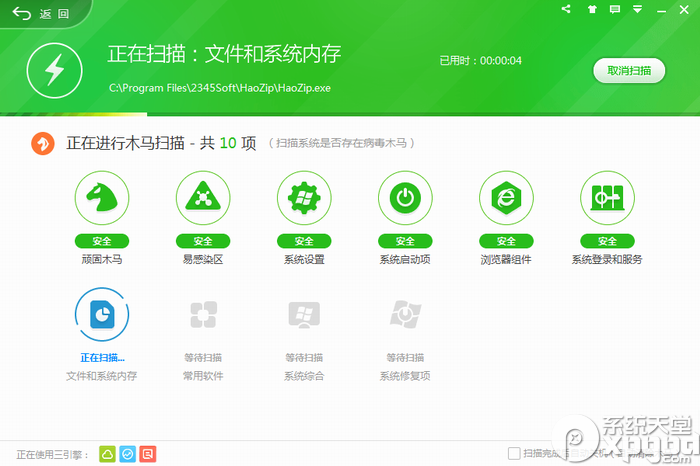 返 回
正在扫描：文件和系统内存
已用时：00:00:04
取消扫描
C:\Program Files\2345Soft\HaoZip\HaoZip.exe
正在进行木马扫描 - 共 10 项 （扫描系统是否存在病毒木马）
安全 安全 安全 安全 安全 安全
顽固木马 易感染区 系统设置 系统启动项 浏览器组件 系统登录和服务
正在扫描... 等待扫描 等待扫描 等待扫描
文件和系统内存 常用软件 系统综合 系统修复项
正在使用三引擎：
扫描完成
系统天堂